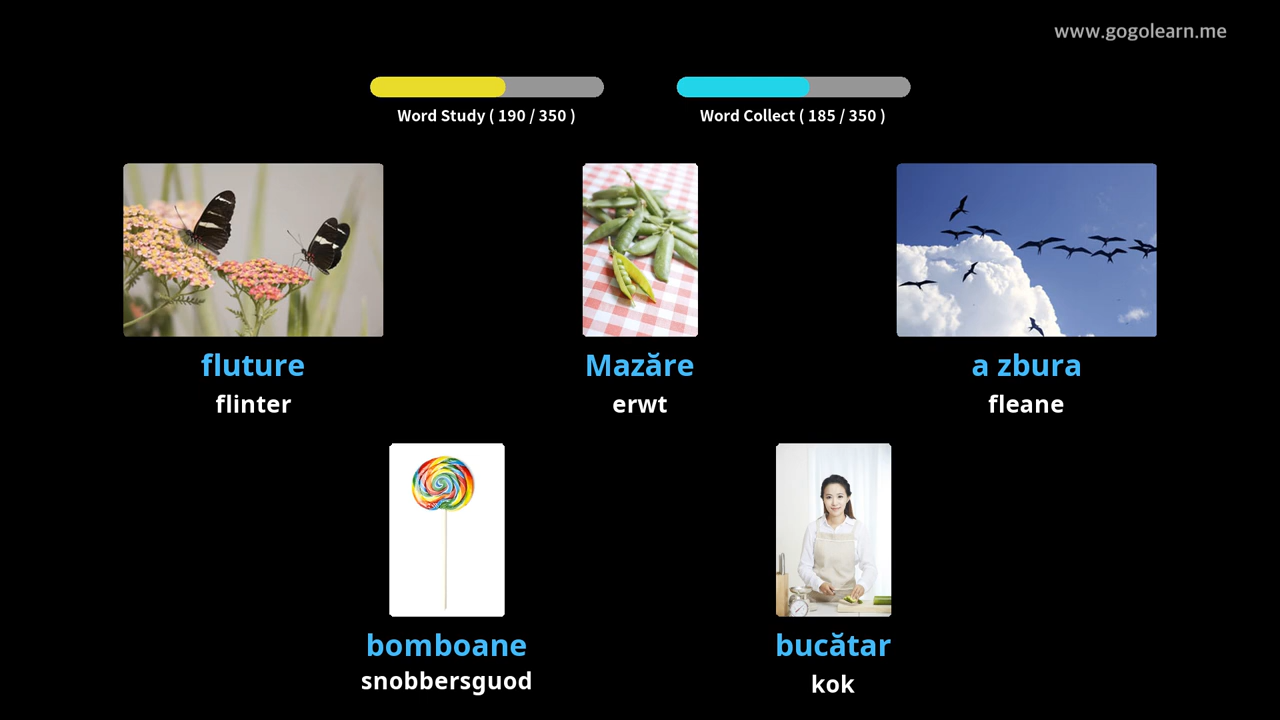 www.gogolearn.me
Word Study ( 190 / 350 )
Word Collect ( 185 / 350 )
fluture
flinter
Mazăre
erwt
a zbura
fleane
bomboane
snobbersguod
bucătar
kok